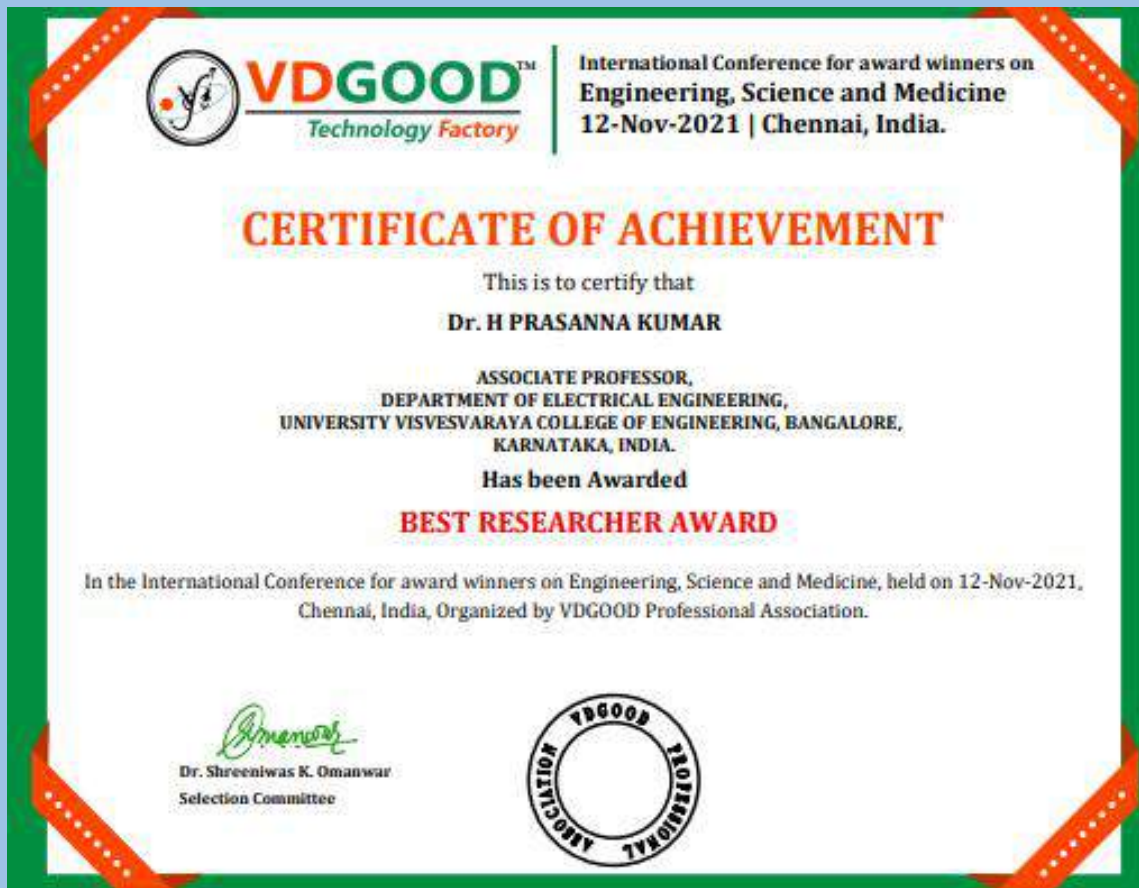 VDGOOD™
Technology Factory
International Conference for award winners on
Engineering, Science and Medicine
12-Nov-2021 | Chennai, India.
CERTIFICATE OF ACHIEVEMENT
This is to certify that
Dr. H PRASANNA KUMAR
ASSOCIATE PROFESSOR,
DEPARTMENT OF ELECTRICAL ENGINEERING,
UNIVERSITY VISVESVARAYA COLLEGE OF ENGINEERING, BANGALORE,
KARNATAKA, INDIA.
Has been Awarded
BEST RESEARCHER AWARD
In the International Conference for award winners on Engineering, Science and Medicine, held on 12-Nov-2021,
Chennai, India, Organized by VDGOOD Professional Association.
Omanwar
Dr. Shreeniwas K. Omanwar
Selection Committee
VDGOOD PROFESSIONAL ASSOCIATION